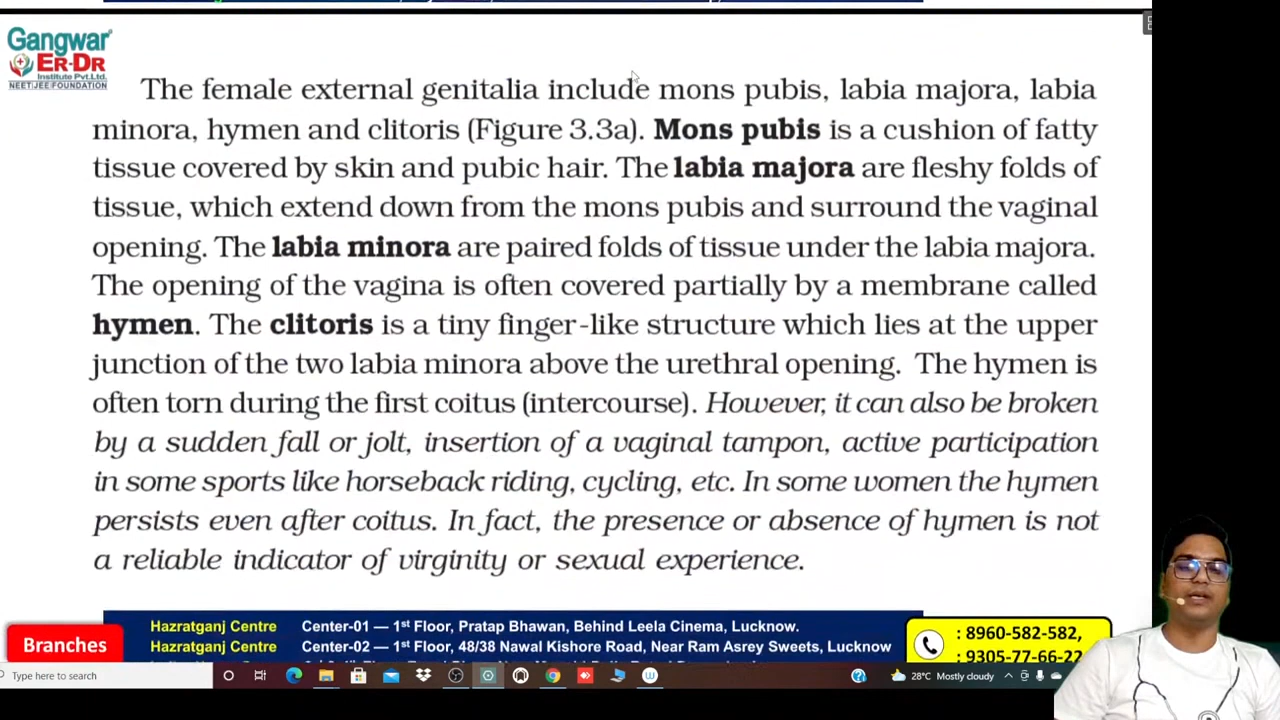 Gangwar
ER-DR
Institute Pvt.Ltd.
NEET|JEE|FOUNDATION
The female external genitalia include mons pubis, labia majora, labia
minora, hymen and clitoris (Figure 3.3a). Mons pubis is a cushion of fatty
tissue covered by skin and pubic hair. The labia majora are fleshy folds of
tissue, which extend down from the mons pubis and surround the vaginal
opening. The labia minora are paired folds of tissue under the labia majora.
The opening of the vagina is often covered partially by a membrane called
hymen. The clitoris is a tiny finger-like structure which lies at the upper
junction of the two labia minora above the urethral opening. The hymen is
often torn during the first coitus (intercourse). However, it can also be broken
by a sudden fall or jolt, insertion of a vaginal tampon, active participation
in some sports like horseback riding, cycling, etc. In some women the hymen
persists even after coitus. In fact, the presence or absence of hymen is not
a reliable indicator of virginity or sexual experience.
Branches
Hazratganj Centre Center-01 — 1st Floor, Pratap Bhawan, Behind Leela Cinema, Lucknow.
Hazratganj Centre Center-02 — 1st Floor, 48/38 Nawal Kishore Road, Near Ram Asrey Sweets, Lucknow
: 8960-582-582,
: 9305-77-66-22
Type here to search
28°C Mostly cloudy